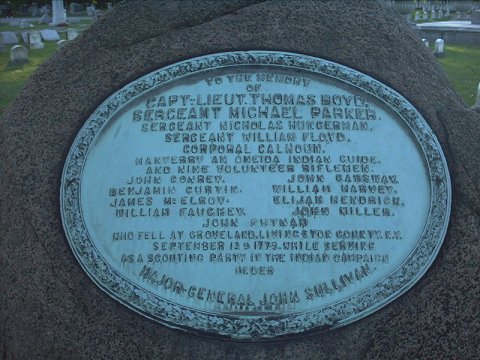 TO THE MEMORY
OF
CAPT-LIEUT. THOMAS BOYD.
SERGEANT MICHAEL PARKER.
SERGEANT NICHOLAS HUNGERMAN.
SERGEANT WILLIAM FLOYD.
CORPORAL CALHOUN.
HANYERRY AN ONEIDA INDIAN GUIDE.
AND NINE VOLUNTEER RIFLEMEN.
JOHN CONREY. JOHN GARSWAY.
BENJAMIN CURTIN. WILLIAM HARVEY.
JAMES McELROY. ELIJAH HENDRICK.
WILLIAM FAUGHEY. JOHN MILLER.
JOHN PUTNAM
WHO FELL AT GROVELAND, LIVINGSTON COUNTY, N.Y.
SEPTEMBER 13 1779. WHILE SERVING
AS A SCOUTING PARTY IN THE INDIAN CAMPAIGN
UNDER
MAJOR-GENERAL JOHN SULLIVAN.